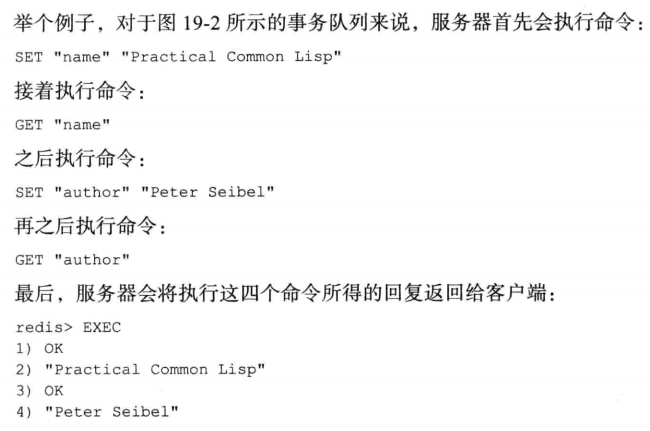 举个例子，对于图 19-2 所示的事务队列来说，服务器首先会执行命令：
SET "name" "Practical Common Lisp"
接着执行命令：
GET "name"
之后执行命令：
SET "author" "Peter Seibel"
再之后执行命令：
GET "author"
最后，服务器会将执行这四个命令所得的回复返回给客户端：
redis> EXEC
1) OK
2) "Practical Common Lisp"
3) OK
4) "Peter Seibel"